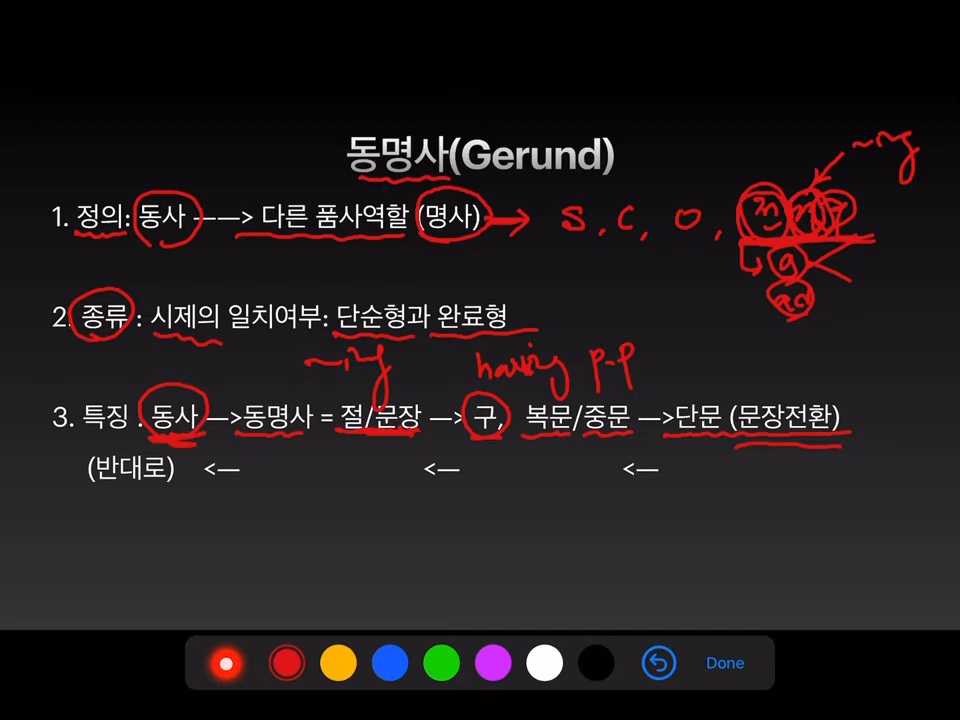 동명사(Gerund)
~ing
1. 정의: 동사 ——> 다른 품사역할 (명사) → S, C, O,
a
ad
2. 종류 : 시제의 일치여부: 단순형과 완료형
~ing having p.p
3. 특징 : 동사 —>동명사 = 절/문장 —> 구, 복문/중문 —>단문 (문장전환)
(반대로) <— <— <—
Done